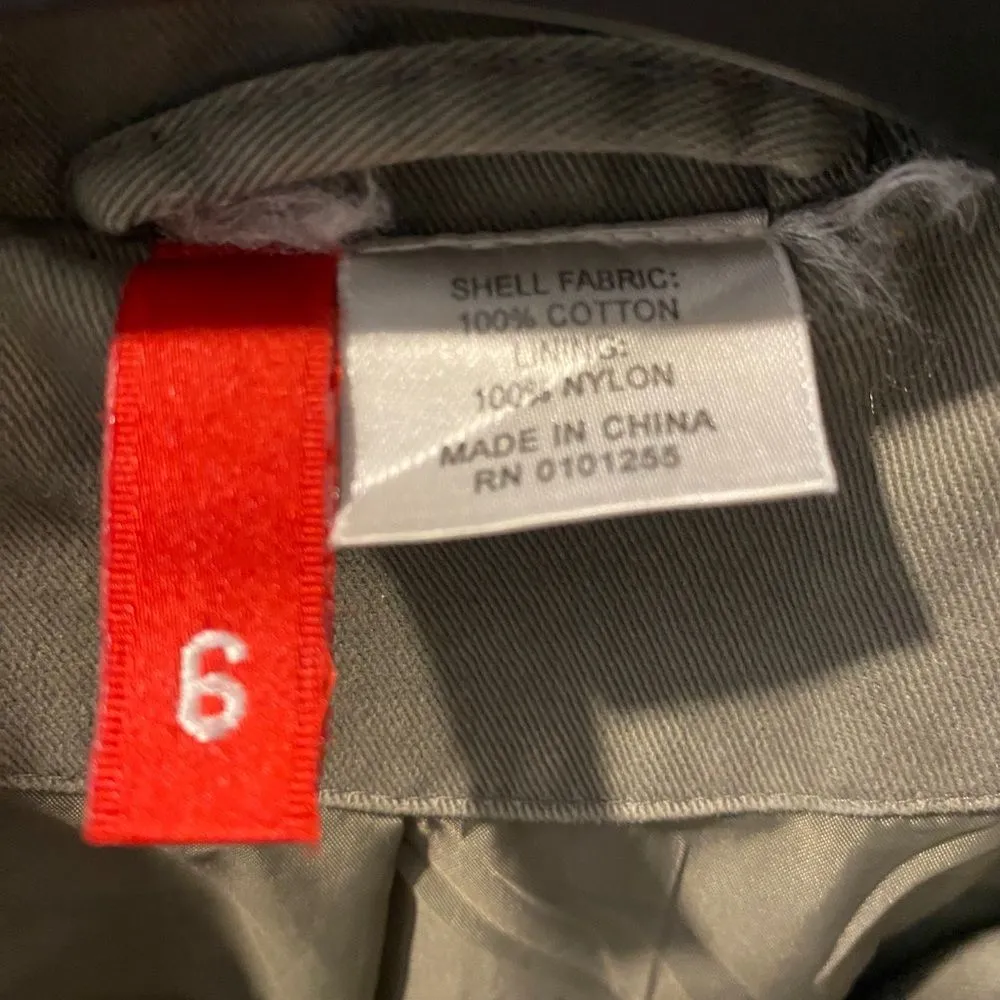 SHELL FABRIC:
100% COTTON
LINING:
100% NYLON
MADE IN CHINA
RN 0101255
6